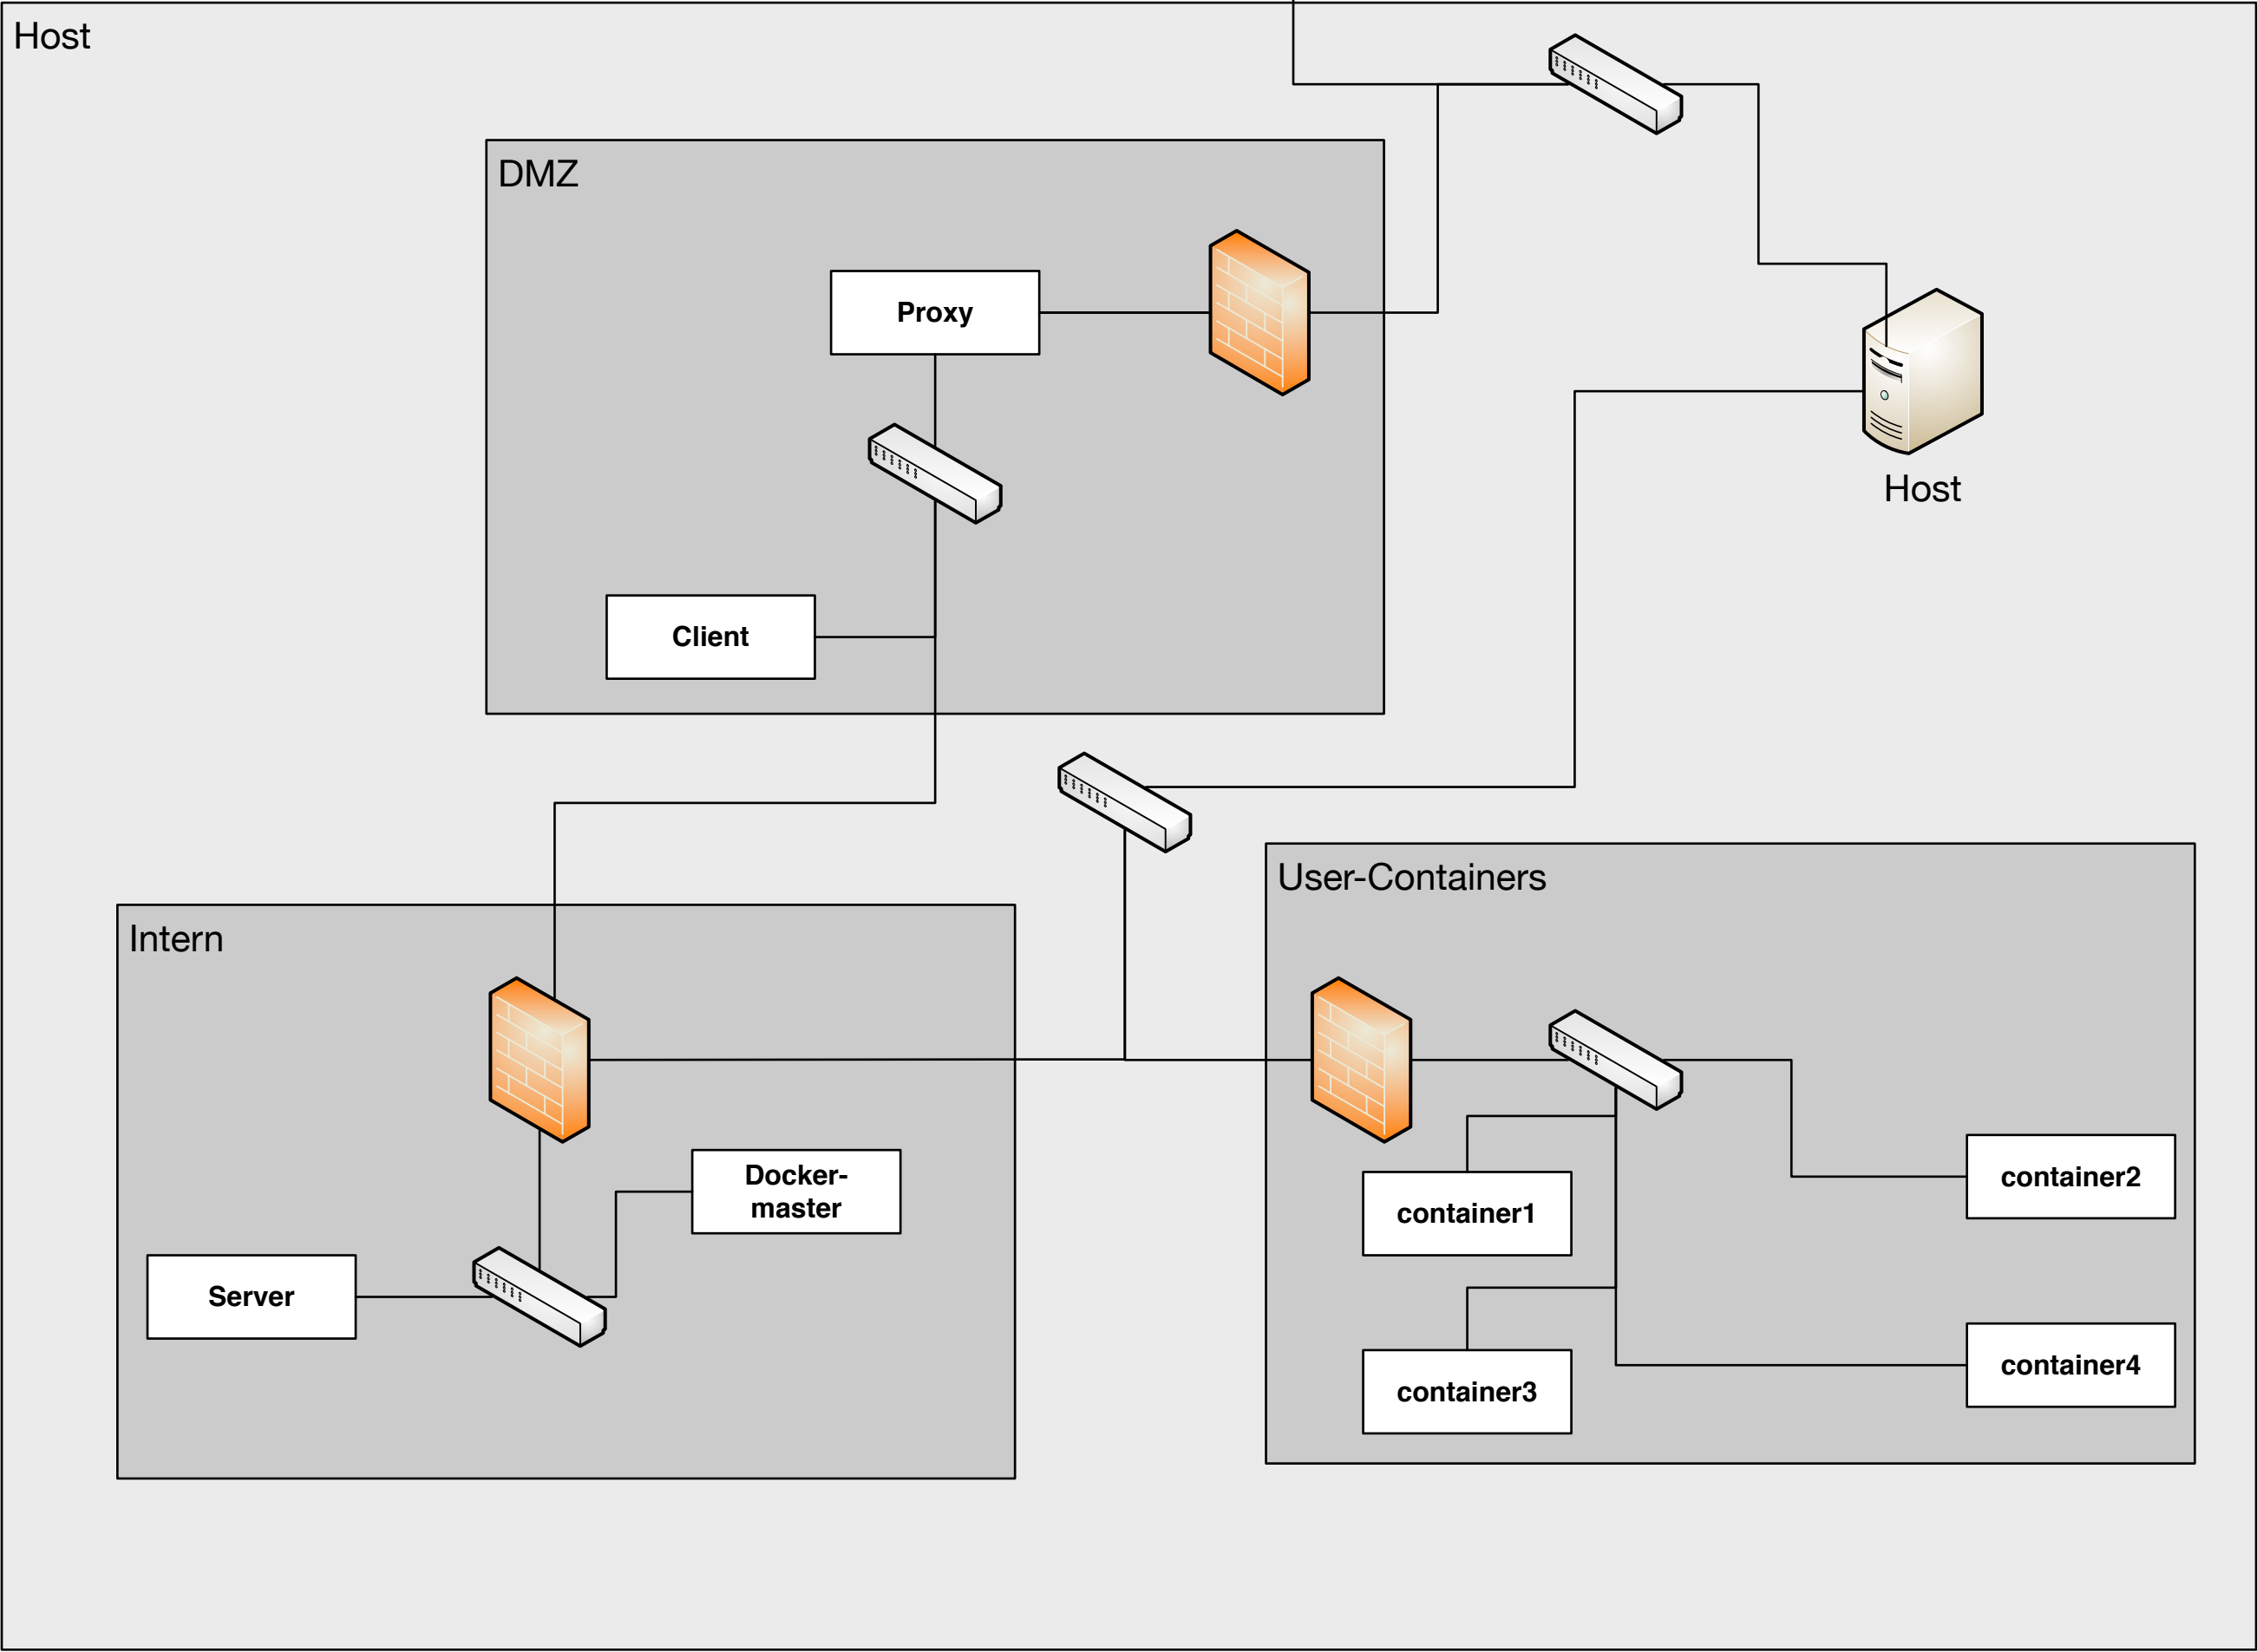 Host
DMZ
Proxy
Host
Client
User-Containers
Intern
Docker-
master
container2
container1
Server
container4
container3